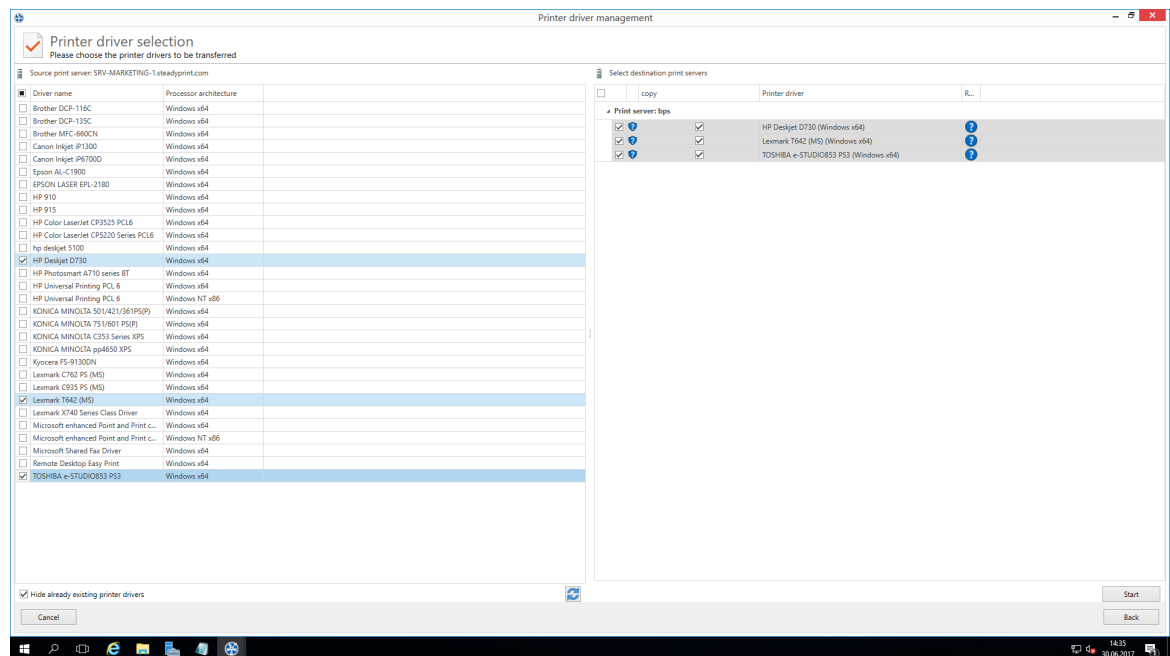 Printer driver management
Printer driver selection
Please choose the printer drivers to be transferred
Source print server: SRV-MARKETING-1.steadyprint.com
Select destination print servers
Driver name Processor architecture
Brother DCP-116C Windows x64
Brother DCP-135C Windows x64
Brother MFC-660CN Windows x64
Canon Inkjet iP1300 Windows x64
Canon Inkjet iP6700D Windows x64
Epson AL-C1900 Windows x64
EPSON LASER EPL-2180 Windows x64
HP 910 Windows x64
HP 915 Windows x64
HP Color LaserJet CP3525 PCL6 Windows x64
HP Color LaserJet CP5220 Series PCL6 Windows x64
hp deskjet 5100 Windows x64
HP Deskjet D730 Windows x64
HP Photosmart A710 series BT Windows x64
HP Universal Printing PCL 6 Windows x64
HP Universal Printing PCL 6 Windows NT x86
KONICA MINOLTA 501/421/361PS(P) Windows x64
KONICA MINOLTA 751/601 PS(P) Windows x64
KONICA MINOLTA C353 Series XPS Windows x64
KONICA MINOLTA pp4650 XPS Windows x64
Kyocera FS-9130DN Windows x64
Lexmark C762 PS (MS) Windows x64
Lexmark C935 PS (MS) Windows x64
Lexmark T642 (MS) Windows x64
Lexmark X740 Series Class Driver Windows x64
Microsoft enhanced Point and Print c... Windows x64
Microsoft enhanced Point and Print c... Windows NT x86
Microsoft Shared Fax Driver Windows x64
Remote Desktop Easy Print Windows x64
TOSHIBA e-STUDIO853 PS3 Windows x64
copy Printer driver R...
Print server: bps
HP Deskjet D730 (Windows x64)
Lexmark T642 (MS) (Windows x64)
TOSHIBA e-STUDIO853 PS3 (Windows x64)
Hide already existing printer drivers
Start
Cancel
Back
14:35
30.06.2017